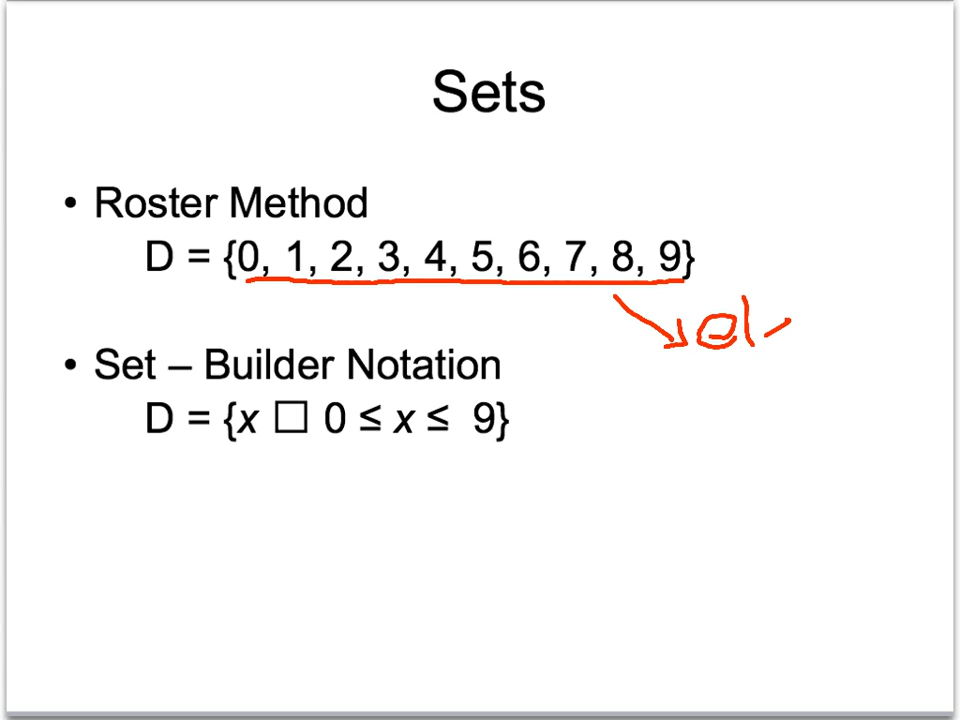 Sets
• Roster Method
D = {0, 1, 2, 3, 4, 5, 6, 7, 8, 9}
• Set – Builder Notation
D = {x □ 0 ≤ x ≤ 9}